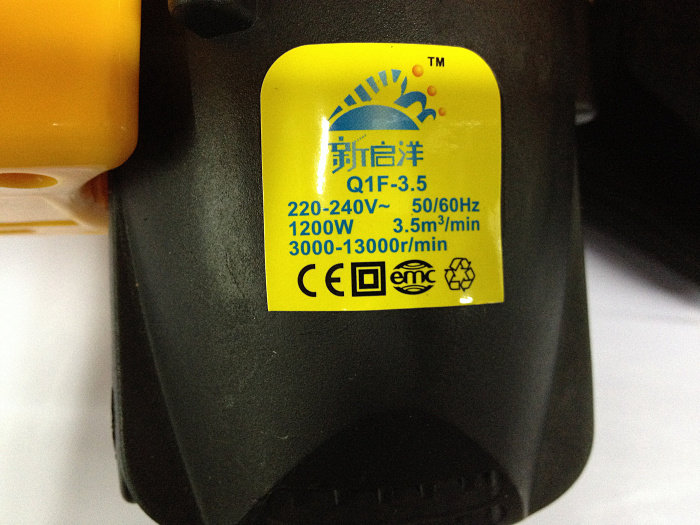 TM
新启洋
Q1F-3.5
220-240V~ 50/60Hz
1200W 3.5m³/min
3000-13000r/min
CE emc